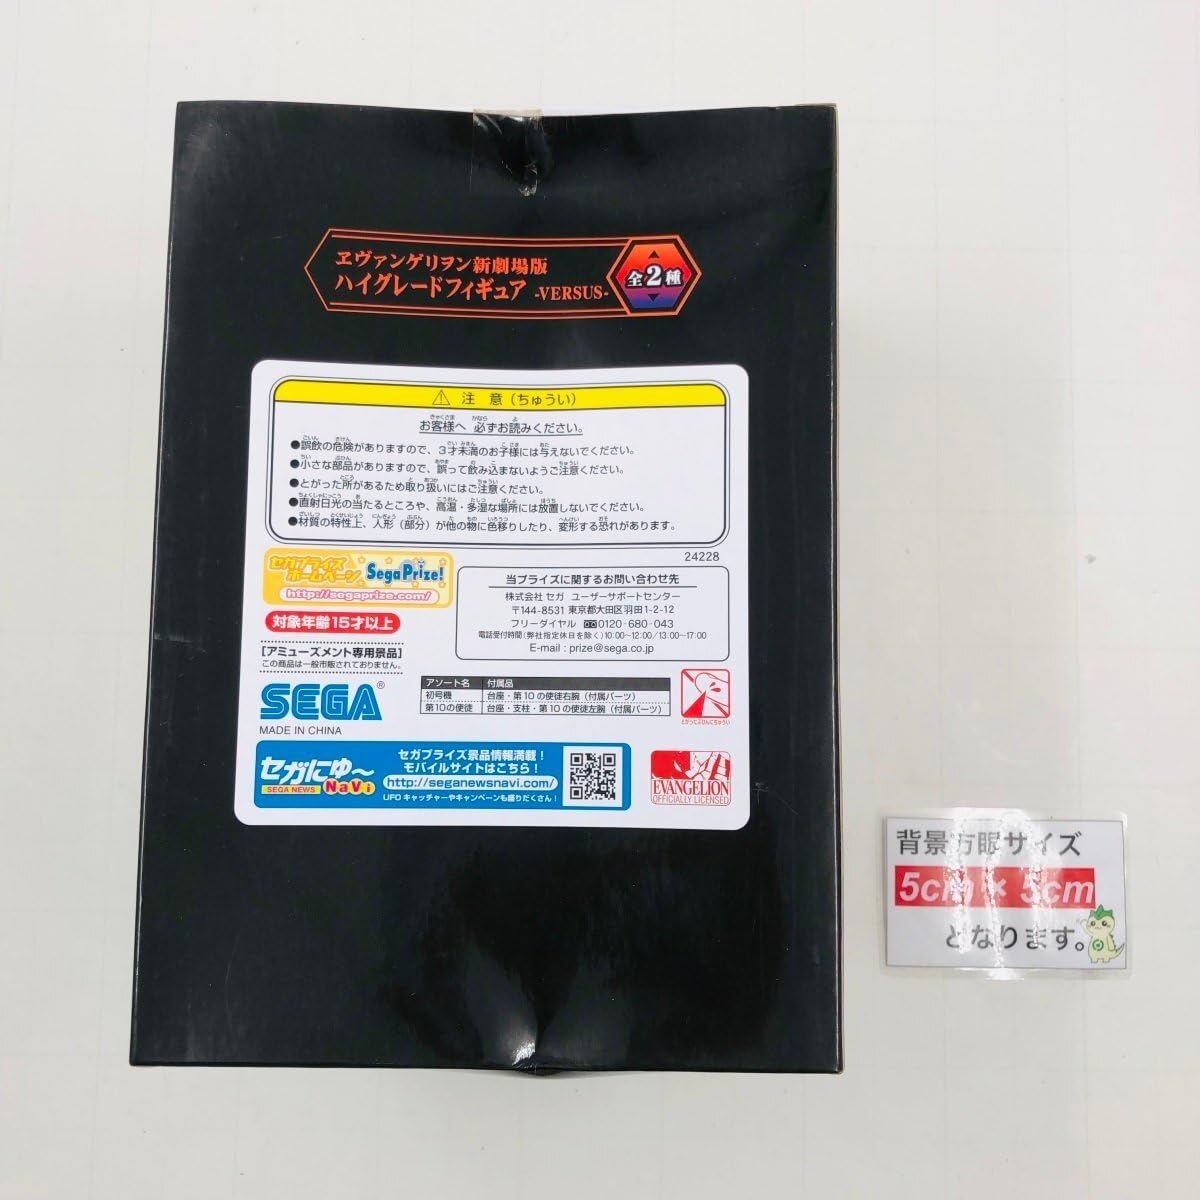 ヱヴァンゲリヲン新劇場版
ハイグレードフィギュア -VERSUS-
全2種
注 意（ちゅうい）
お客様へ 必ずお読みください。
●誤飲の危険がありますので、3才未満のお子様には与えないでください。
●小さな部品がありますので、誤って飲み込まないようご注意ください。
●とがった所があるため取り扱いにはご注意ください。
●直射日光の当たるところや、高温・多湿な場所には放置しないでください。
●材質の特性上、人形（部分）が他の物に色移りしたり、変形する恐れがあります。
24228
セガプライズ
ホームページ
SegaPrize!
http://segaprize.com/
対象年齢15才以上
[アミューズメント専用景品]
この商品は一般市販されておりません。
SEGA®
MADE IN CHINA
当プライズに関するお問い合わせ先
株式会社 セガ ユーザーサポートセンター
〒144-8531 東京都大田区羽田1-2-12
フリーダイヤル 0120-680-043
電話受付時間(弊社指定休日を除く)10:00〜12:00/13:00〜17:00
E-mail : prize@sega.co.jp
アソート名 付属品
初号機 台座・第10の使徒右腕（付属パーツ）
第10の使徒 台座・支柱・第10の使徒左腕（付属パーツ）
とがってるぶひんにちゅうい
セガにゅ〜
SEGA NEWS NaVi
セガプライズ景品情報満載！
モバイルサイトはこちら！
http://seganewsnavi.com/
UFOキャッチャーやキャンペーンも盛りだくさん！
EVANGELION
OFFICIALLY LICENSED
背景方眼サイズ
5cm × 5cm
となります。